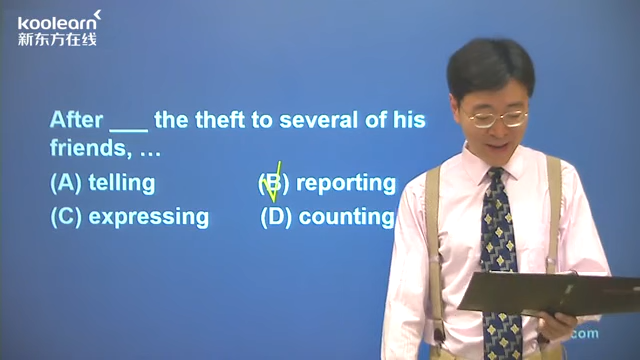 koolearn
新东方在线
After ___ the theft to several of his
friends, …
(A) telling (B) reporting
(C) expressing (D) counting
com